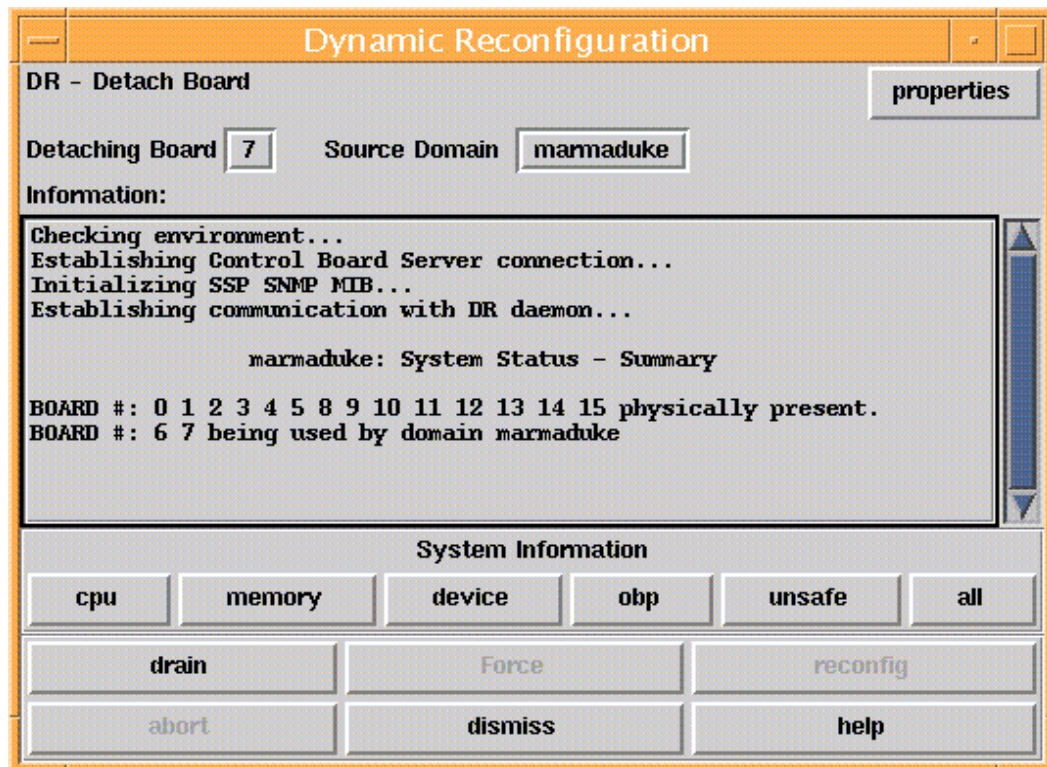 Dynamic Reconfiguration
DR - Detach Board
properties
Detaching Board 7 Source Domain marmaduke
Information:
Checking environment...
Establishing Control Board Server connection...
Initializing SSP SNMP MIB...
Establishing communication with DR daemon...
marmaduke: System Status - Summary
BOARD #: 0 1 2 3 4 5 8 9 10 11 12 13 14 15 physically present.
BOARD #: 6 7 being used by domain marmaduke
System Information
cpu memory device obp unsafe all
drain Force reconfig
abort dismiss help